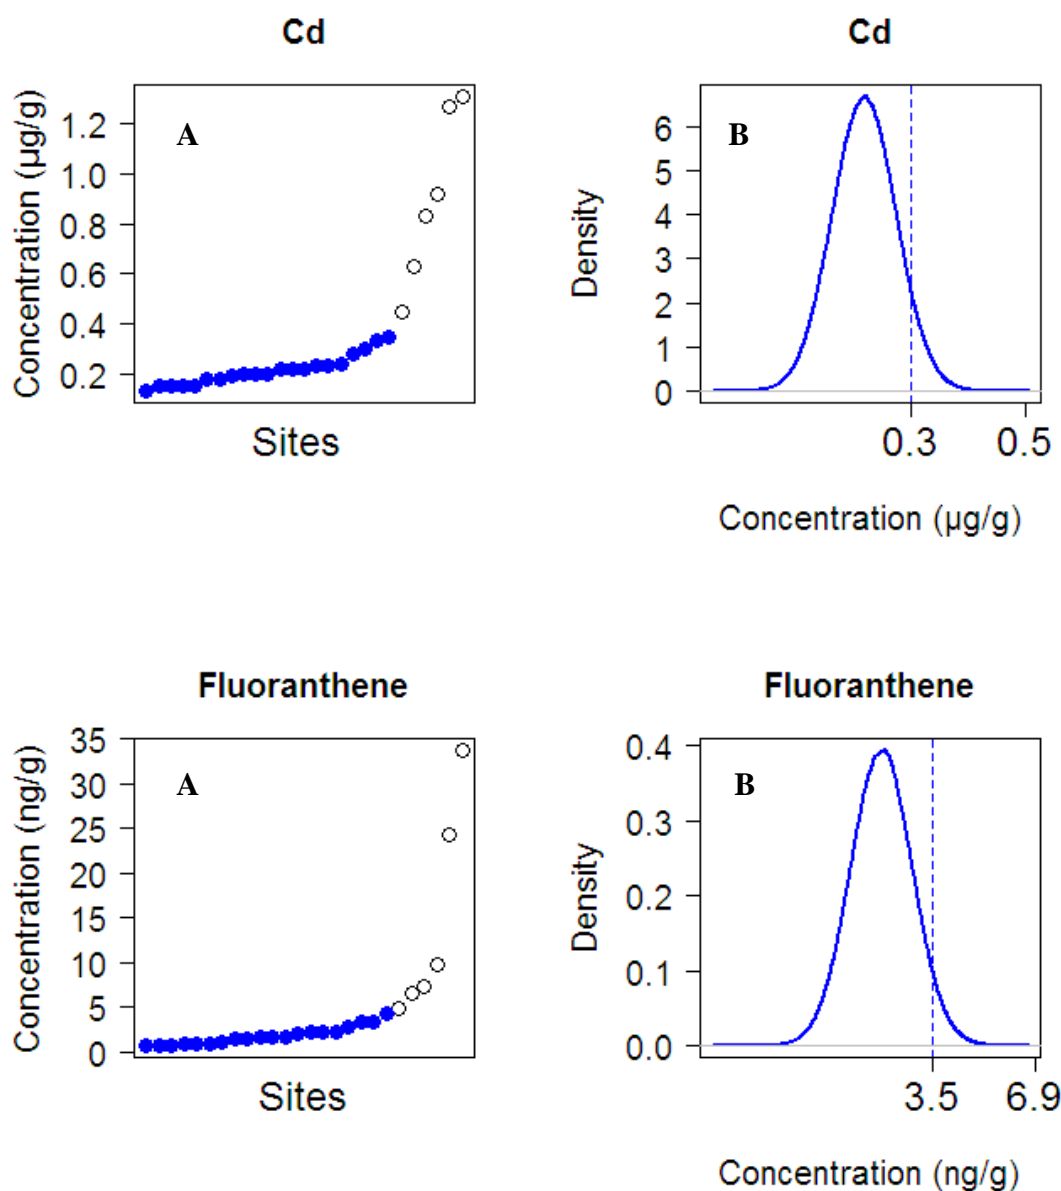 Cd
Concentration (µg/g)
1.2
1.0
0.8
0.6
0.4
0.2
A
Sites
Cd
Density
6
5
4
3
2
1
0
B
0.3 0.5
Concentration (µg/g)
Fluoranthene
Concentration (ng/g)
35
30
25
20
15
10
5
0
A
Sites
Fluoranthene
Density
0.4
0.3
0.2
0.1
0.0
B
3.5 6.9
Concentration (ng/g)